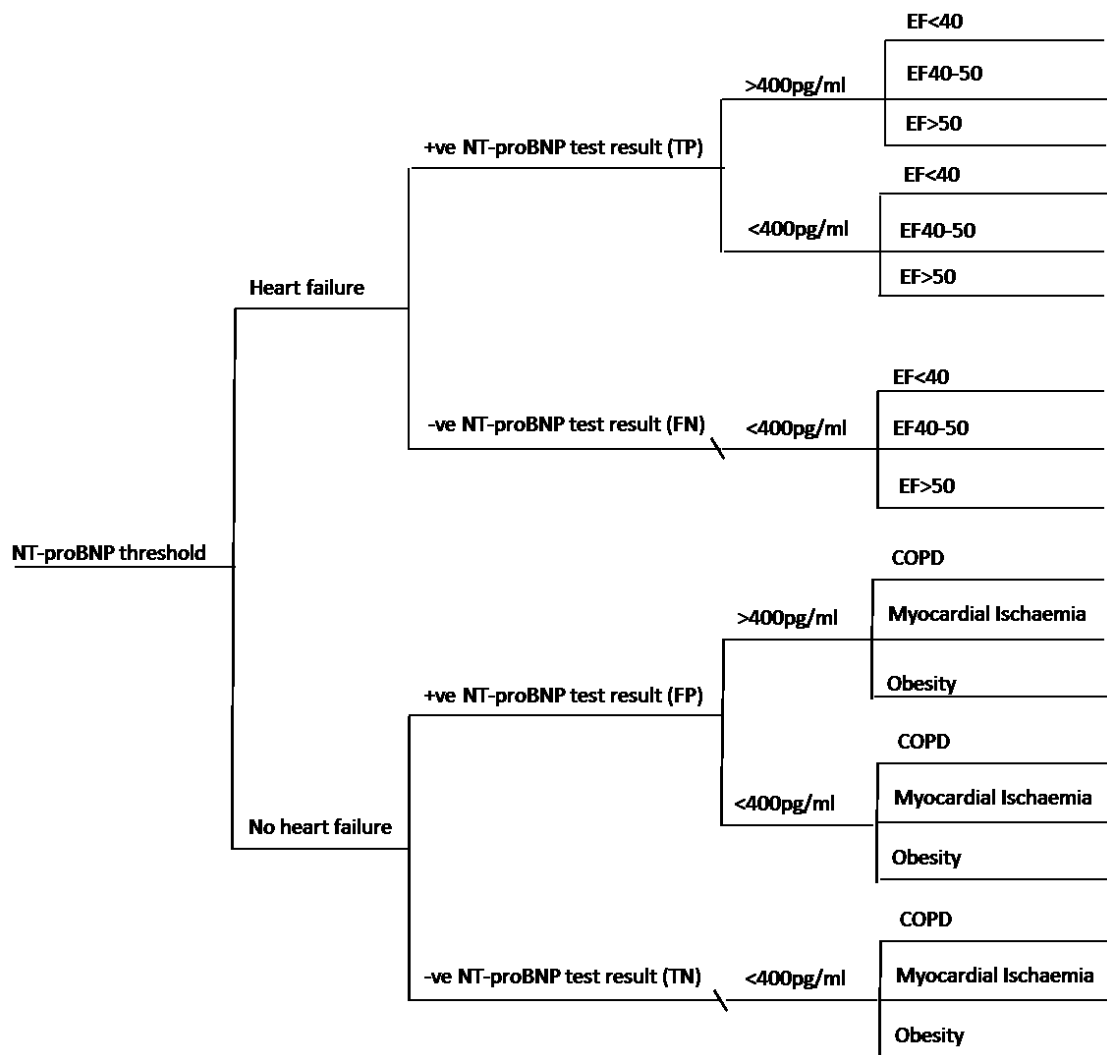 EF<40
>400pg/ml
EF40-50
EF>50
+ve NT-proBNP test result (TP)
EF<40
<400pg/ml
EF40-50
EF>50
Heart failure
EF<40
-ve NT-proBNP test result (FN)
<400pg/ml
EF40-50
EF>50
NT-proBNP threshold
COPD
>400pg/ml
Myocardial Ischaemia
Obesity
+ve NT-proBNP test result (FP)
COPD
<400pg/ml
Myocardial Ischaemia
Obesity
No heart failure
COPD
-ve NT-proBNP test result (TN)
<400pg/ml
Myocardial Ischaemia
Obesity